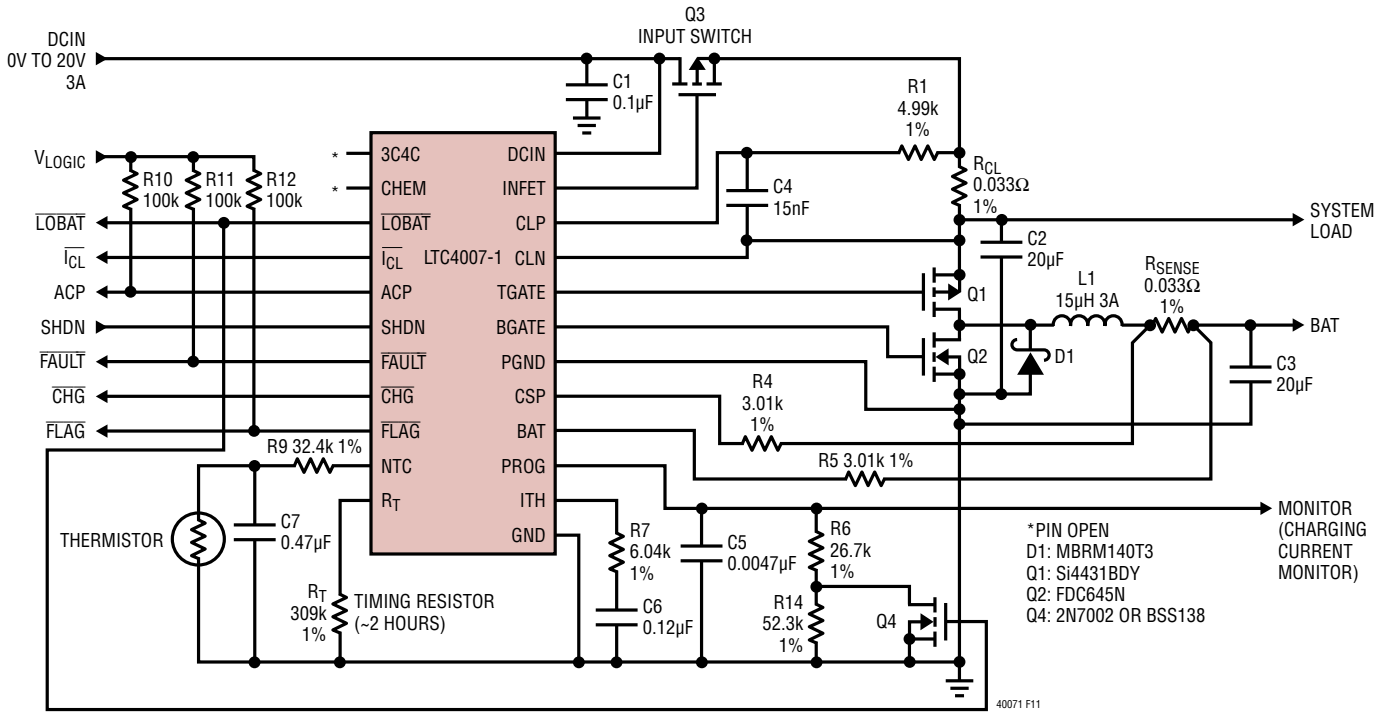 Q3
INPUT SWITCH
DCIN
0V TO 20V
3A
C1
0.1µF
R1
4.99k
1%
VLOGIC
R10
100k
R11
100k
R12
100k
*
3C4C
DCIN
C4
15nF
RCL
0.033Ω
1%
*
CHEM
INFET
LOBAT
LOBAT
CLP
SYSTEM
LOAD
ICL
ICL
LTC4007-1
CLN
C2
20µF
ACP
ACP
TGATE
Q1
L1
15µH 3A
RSENSE
0.033Ω
1%
SHDN
SHDN
BGATE
BAT
FAULT
FAULT
PGND
Q2
D1
C3
20µF
CHG
CHG
CSP
R4
3.01k
1%
FLAG
FLAG
BAT
R9 32.4k 1%
NTC
PROG
R5 3.01k 1%
RT
ITH
MONITOR
(CHARGING
CURRENT
MONITOR)
THERMISTOR
C7
0.47µF
GND
R7
6.04k
1%
C5
0.0047µF
R6
26.7k
1%
*PIN OPEN
D1: MBRM140T3
Q1: Si4431BDY
Q2: FDC645N
Q4: 2N7002 OR BSS138
RT
309k
1%
TIMING RESISTOR
(~2 HOURS)
C6
0.12µF
R14
52.3k
1%
Q4
40071 F11